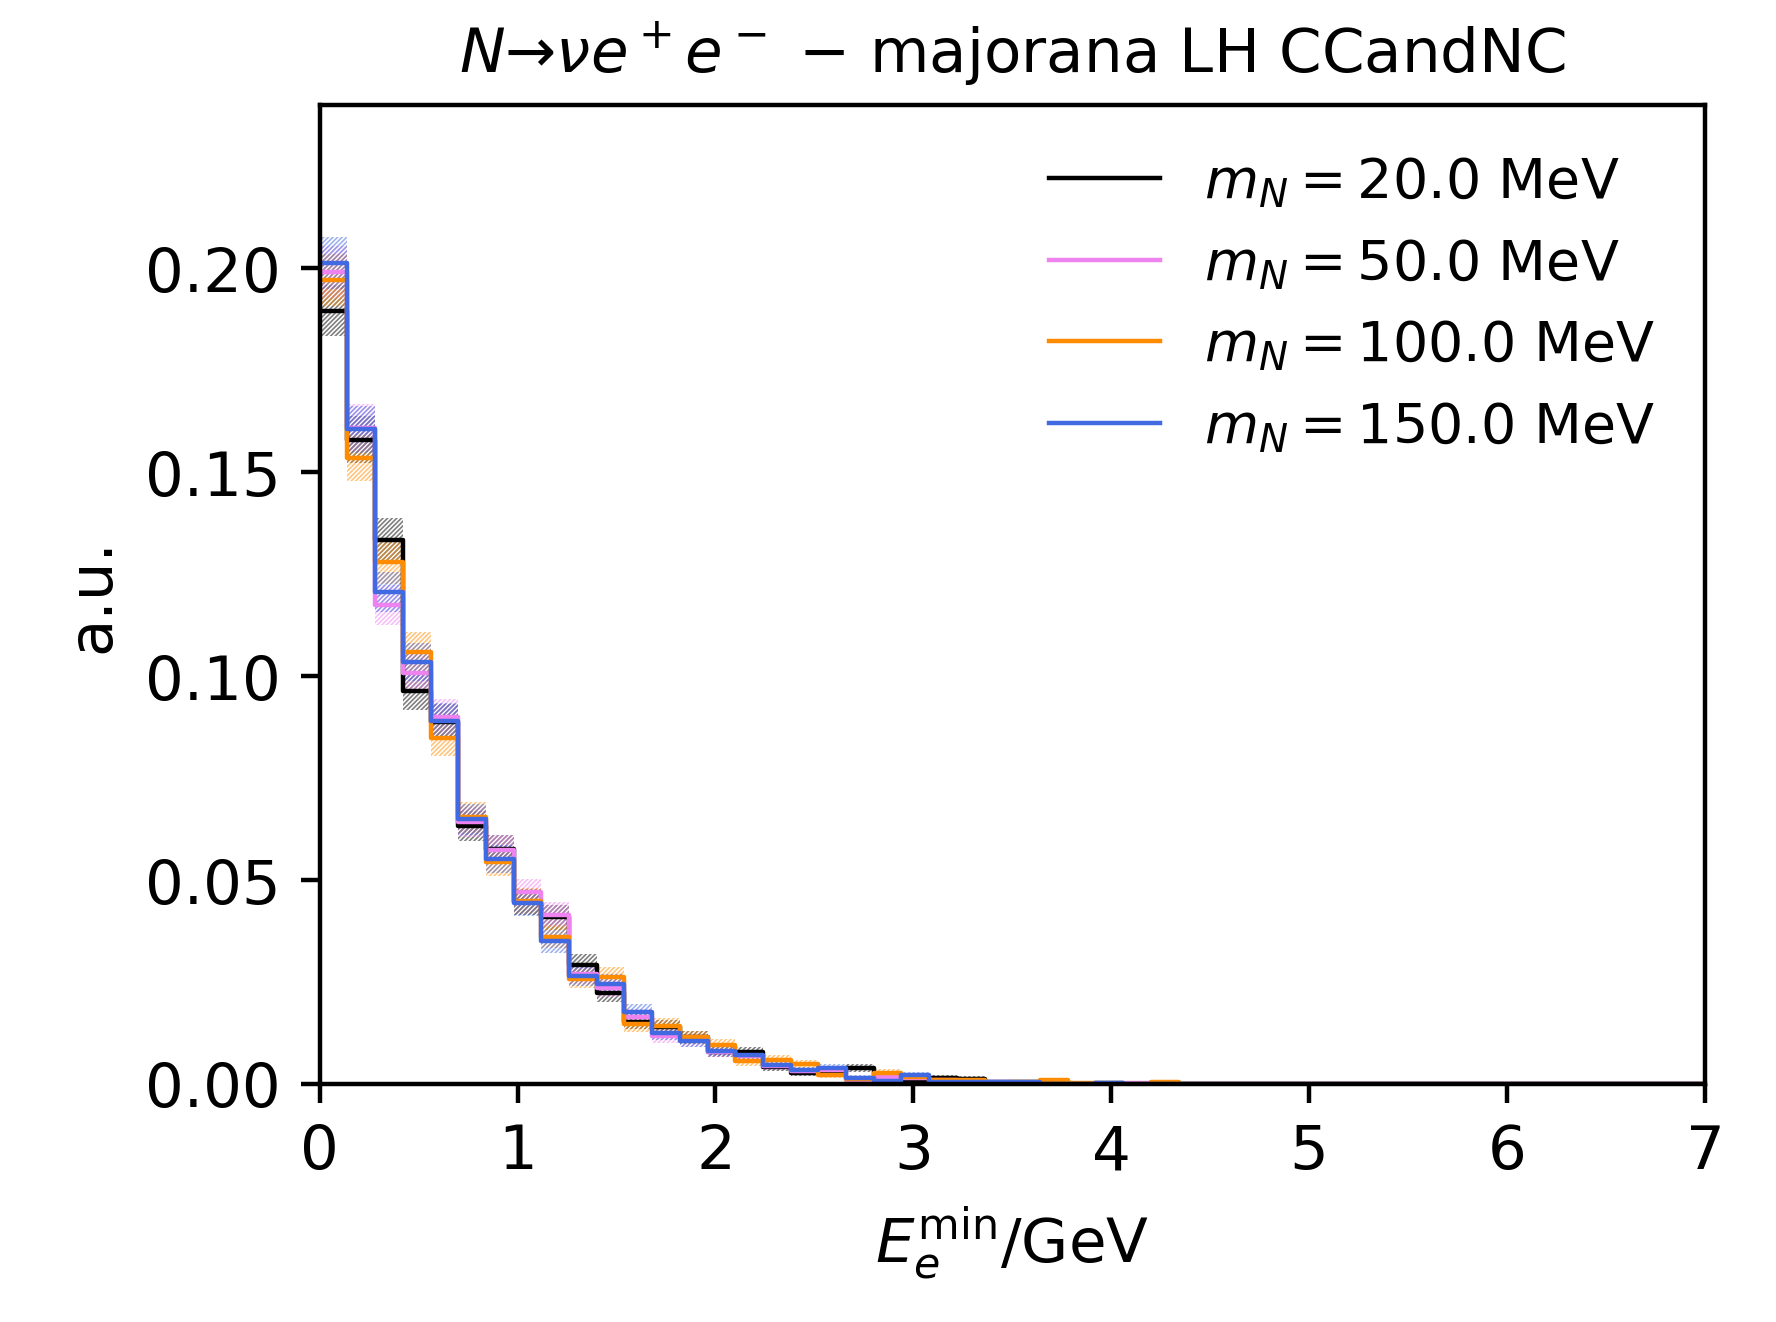 N→νe⁺e⁻ − majorana LH CCandNC
m_N = 20.0 MeV
m_N = 50.0 MeV
m_N = 100.0 MeV
m_N = 150.0 MeV
0.20
0.15
0.10
0.05
0.00
a.u.
0 1 2 3 4 5 6 7
E_e^min/GeV